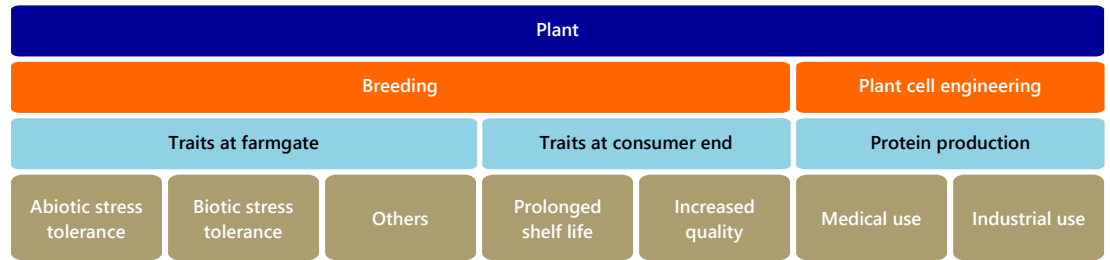 Plant
Breeding
Plant cell engineering
Traits at farmgate
Traits at consumer end
Protein production
Abiotic stress
tolerance
Biotic stress
tolerance
Others
Prolonged
shelf life
Increased
quality
Medical use
Industrial use